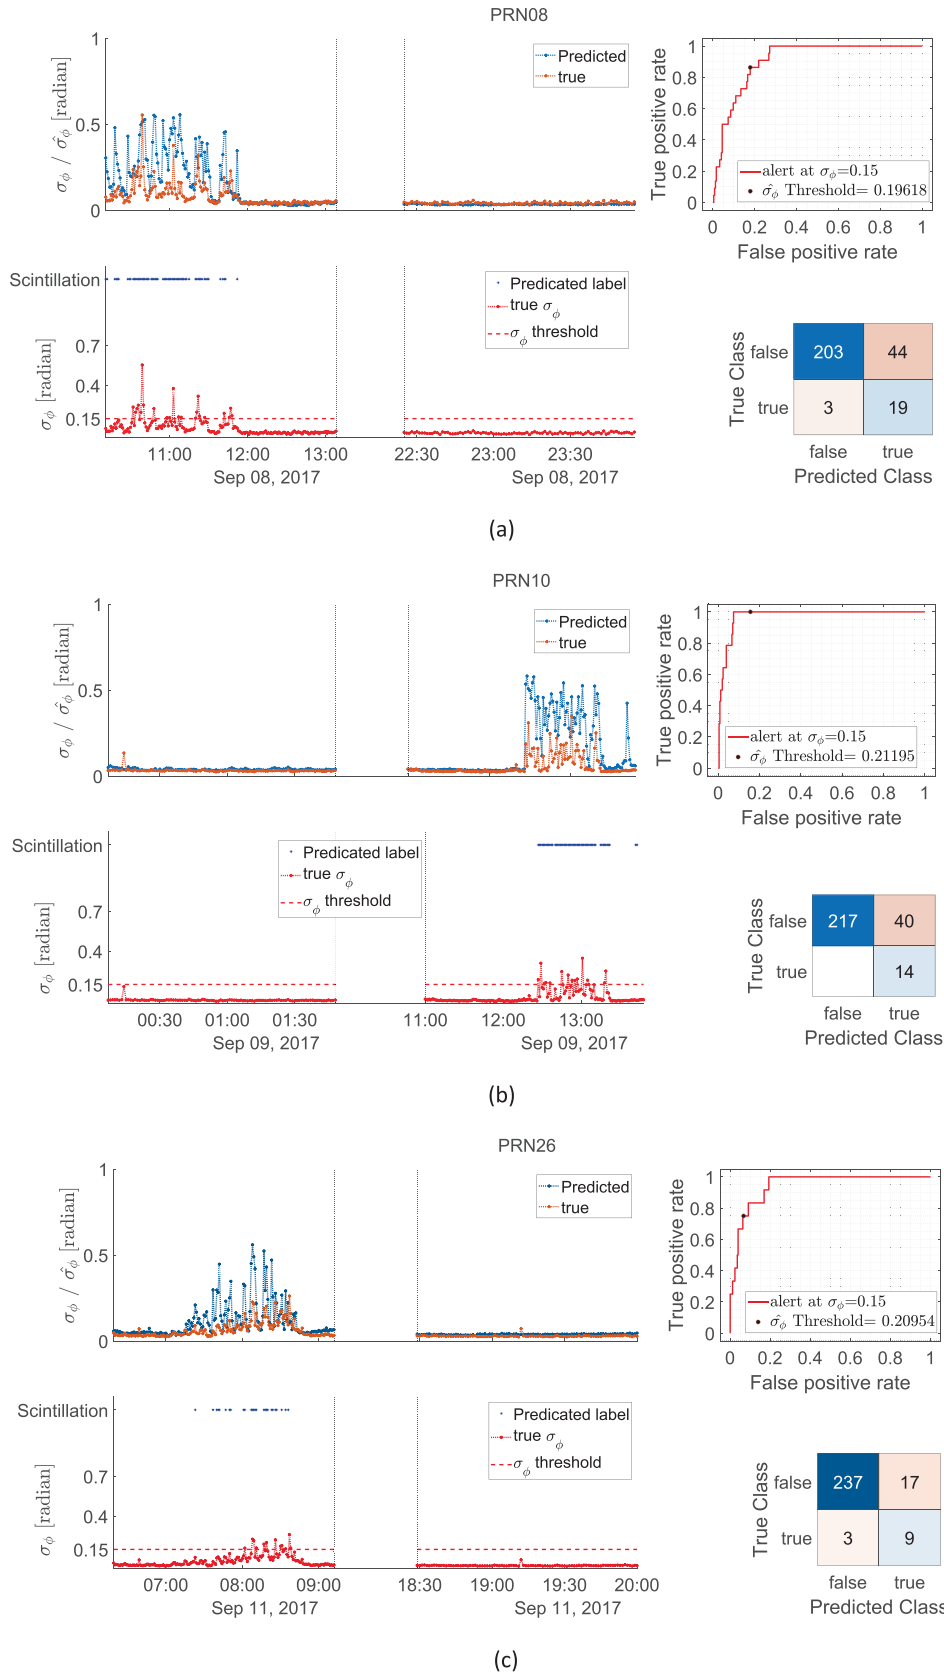 PRN08
1
0.5
0
σϕ / σ̂ϕ [radian]
Predicted
true
True positive rate
1
0.8
0.6
0.4
0.2
0
alert at σϕ=0.15
σ̂ϕ Threshold= 0.19618
0 0.2 0.4 0.6 0.8 1
False positive rate
Scintillation
0.7
0.4
0.15
σϕ [radian]
Predicated label
true σϕ
σϕ threshold
11:00 12:00 13:00 22:30 23:00 23:30
Sep 08, 2017 Sep 08, 2017
True Class
false 203 44
true 3 19
false true
Predicted Class
(a)
PRN10
1
0.5
0
σϕ / σ̂ϕ [radian]
Predicted
true
True positive rate
1
0.8
0.6
0.4
0.2
0
alert at σϕ=0.15
σ̂ϕ Threshold= 0.21195
0 0.2 0.4 0.6 0.8 1
False positive rate
Scintillation
0.7
0.4
0.15
σϕ [radian]
Predicated label
true σϕ
σϕ threshold
00:30 01:00 01:30 11:00 12:00 13:00
Sep 09, 2017 Sep 09, 2017
True Class
false 217 40
true 14
false true
Predicted Class
(b)
PRN26
1
0.5
0
σϕ / σ̂ϕ [radian]
Predicted
true
True positive rate
1
0.8
0.6
0.4
0.2
0
alert at σϕ=0.15
σ̂ϕ Threshold= 0.20954
0 0.2 0.4 0.6 0.8 1
False positive rate
Scintillation
0.7
0.4
0.15
σϕ [radian]
Predicated label
true σϕ
σϕ threshold
07:00 08:00 09:00 18:30 19:00 19:30 20:00
Sep 11, 2017 Sep 11, 2017
True Class
false 237 17
true 3 9
false true
Predicted Class
(c)